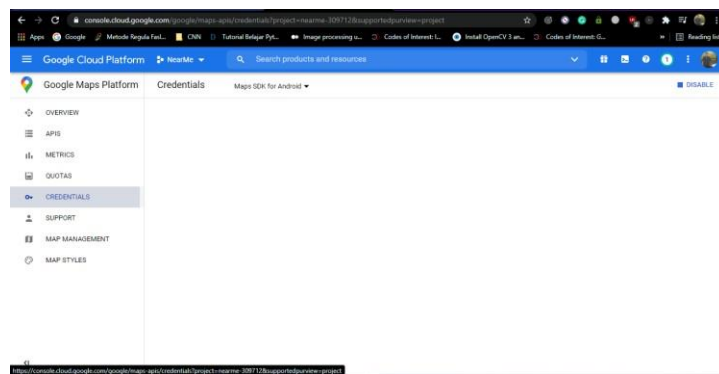 console.cloud.google.com/google/maps-apis/credentials?project=nearme-309712&supportedpurview=project
Apps Google Metode Regula Fasl... CNN Tutorial Belajar Pyt... Image processing u... Codes of Interest: L... Install OpenCV 3 an... Codes of Interest: G... » Reading list
Google Cloud Platform NearMe Search products and resources 1
Google Maps Platform Credentials Maps SDK for Android DISABLE
OVERVIEW
APIS
METRICS
QUOTAS
CREDENTIALS
SUPPORT
MAP MANAGEMENT
MAP STYLES
https://console.cloud.google.com/google/maps-apis/credentials?project=nearme-309712&supportedpurview=project